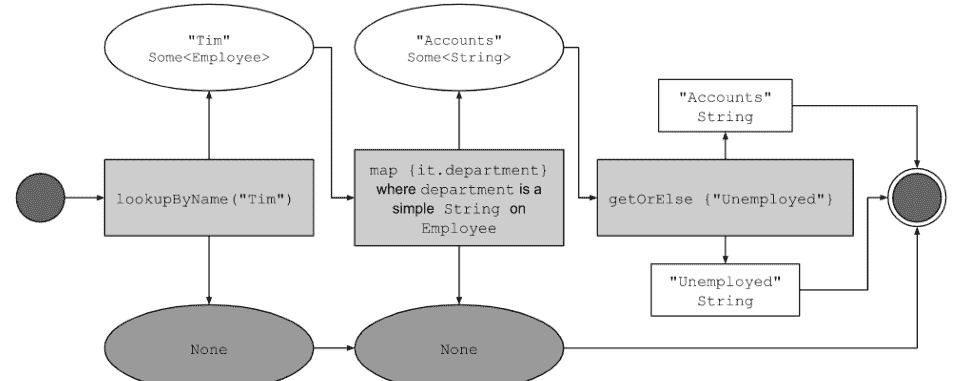 "Tim"
Some<Employee>
"Accounts"
Some<String>
"Accounts"
String
lookupByName("Tim")
map {it.department}
where department is a
simple String on
Employee
getOrElse {"Unemployed"}
"Unemployed"
String
None
None